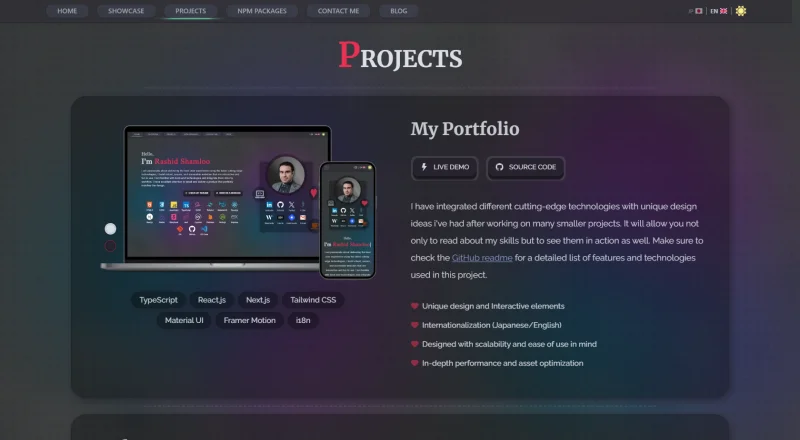 HOME SHOWCASE PROJECTS NPM PACKAGES CONTACT ME BLOG JP EN
PROJECTS
Hello,
I'm Rashid Shamloo
My Portfolio
LIVE DEMO SOURCE CODE
I have integrated different cutting-edge technologies with unique design
ideas i've had after working on many smaller projects. It will allow you
not only to read about my skills but to see them in action as well. Make sure to
check the GitHub readme for a detailed list of features and technologies
used in this project.
TypeScript React.js Next.js Tailwind CSS
Material UI Framer Motion i18n
Unique design and Interactive elements
Internationalization (Japanese/English)
Designed with scalability and ease of use in mind
In-depth performance and asset optimization